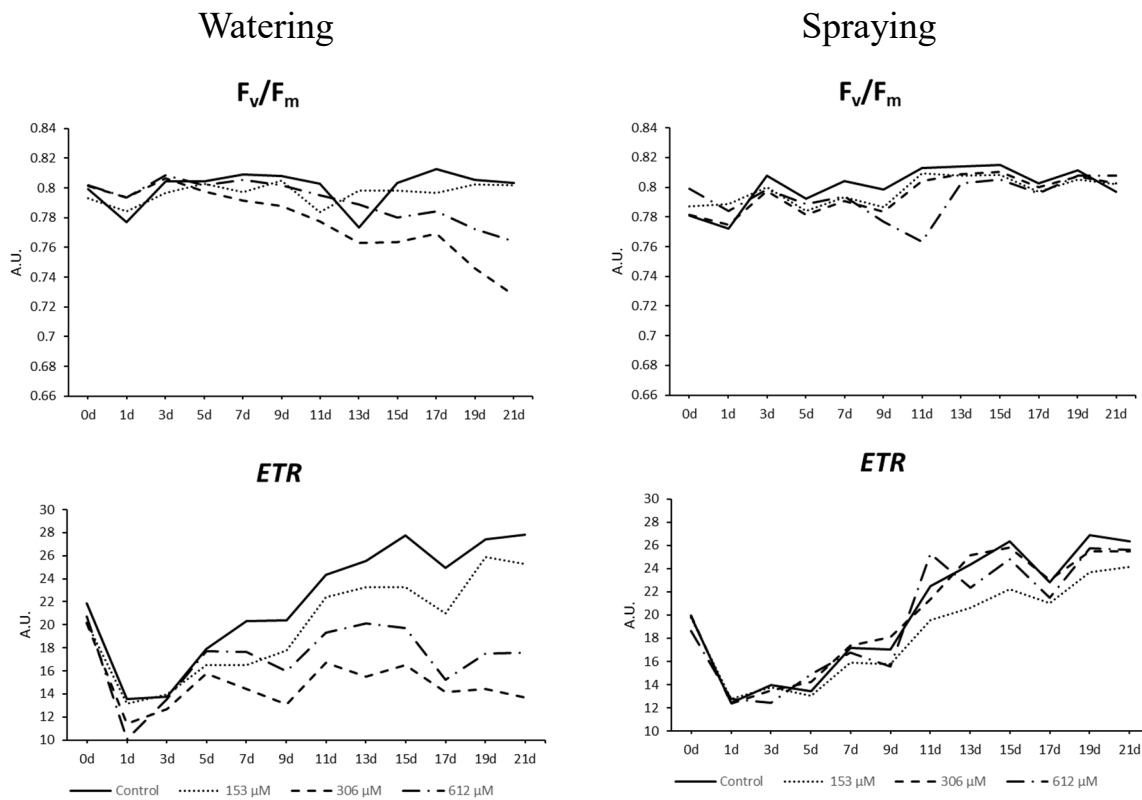 Watering
Spraying
Fv/Fm
0.84
0.82
0.8
0.78
0.76
0.74
0.72
0.7
0.68
0.66
A.U.
0d 1d 3d 5d 7d 9d 11d 13d 15d 17d 19d 21d
Fv/Fm
0.84
0.82
0.8
0.78
0.76
0.74
0.72
0.7
0.68
0.66
A.U.
0d 1d 3d 5d 7d 9d 11d 13d 15d 17d 19d 21d
ETR
30
28
26
24
22
20
18
16
14
12
10
A.U.
0d 1d 3d 5d 7d 9d 11d 13d 15d 17d 19d 21d
Control 153 µM 306 µM 612 µM
ETR
30
28
26
24
22
20
18
16
14
12
10
A.U.
0d 1d 3d 5d 7d 9d 11d 13d 15d 17d 19d 21d
Control 153 µM 306 µM 612 µM